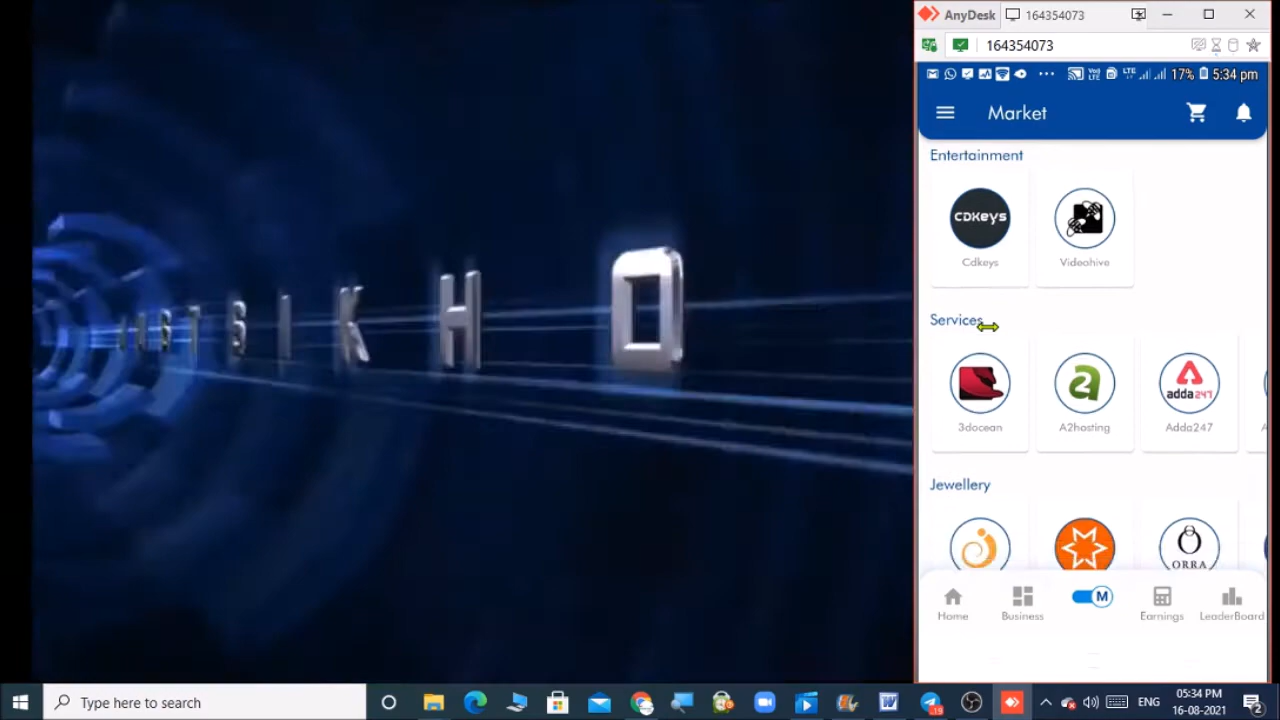 KHO
AnyDesk 164354073
164354073
17% 5:34 pm
Market
Entertainment
CDKeys
Cdkeys Videohive
Services
adda247
3docean A2hosting Adda247
Jewellery
ORRA
M
Home Business Earnings LeaderBoard
Type here to search
ENG 05:34 PM
16-08-2021